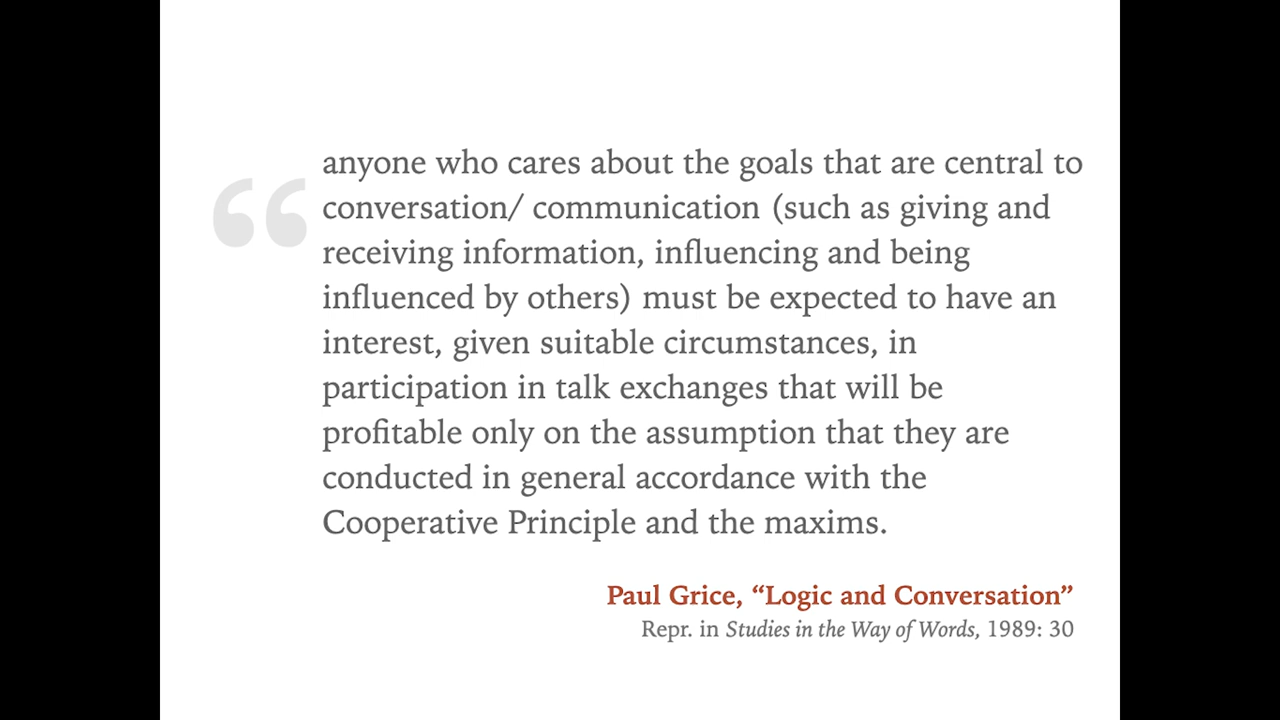 “
anyone who cares about the goals that are central to
conversation/ communication (such as giving and
receiving information, influencing and being
influenced by others) must be expected to have an
interest, given suitable circumstances, in
participation in talk exchanges that will be
profitable only on the assumption that they are
conducted in general accordance with the
Cooperative Principle and the maxims.
Paul Grice, “Logic and Conversation”
Repr. in Studies in the Way of Words, 1989: 30